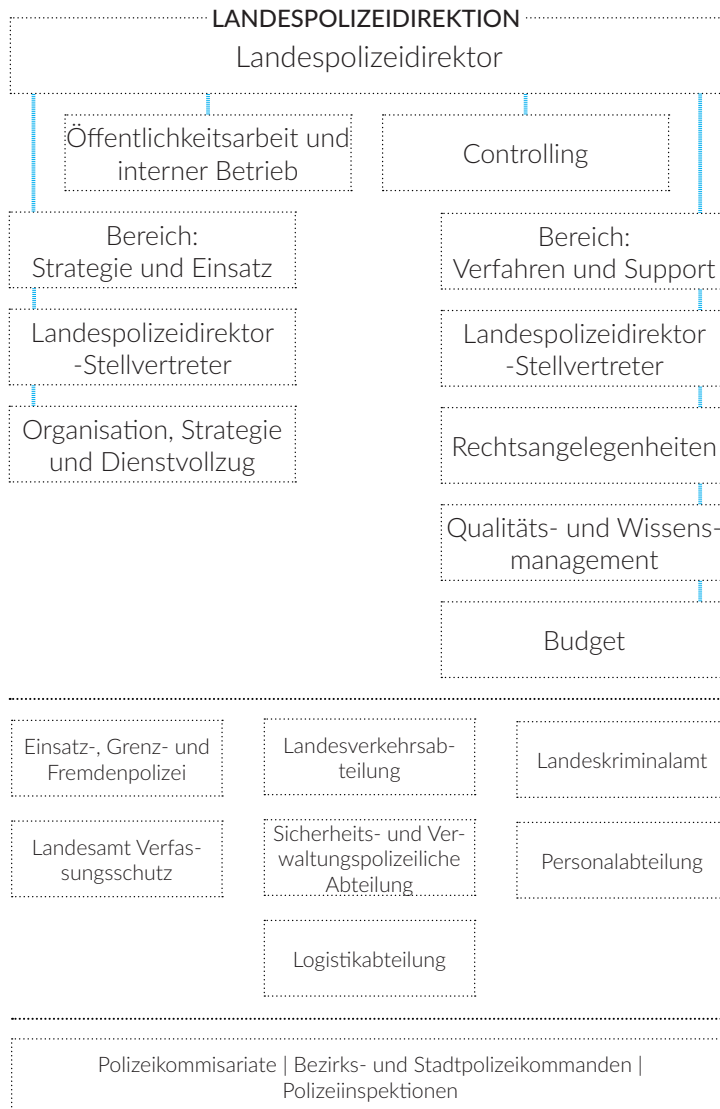 LANDESPOLIZEIDIREKTION
Landespolizeidirektor
Öffentlichkeitsarbeit und
interner Betrieb
Controlling
Bereich:
Strategie und Einsatz
Bereich:
Verfahren und Support
Landespolizeidirektor
-Stellvertreter
Landespolizeidirektor
-Stellvertreter
Organisation, Strategie
und Dienstvollzug
Rechtsangelegenheiten
Qualitäts- und Wissens-
management
Budget
Einsatz-, Grenz- und
Fremdenpolizei
Landesverkehrsab-
teilung
Landeskriminalamt
Landesamt Verfas-
sungsschutz
Sicherheits- und Ver-
waltungspolizeiliche
Abteilung
Personalabteilung
Logistikabteilung
Polizeikommisariate | Bezirks- und Stadtpolizeikommanden |
Polizeiinspektionen